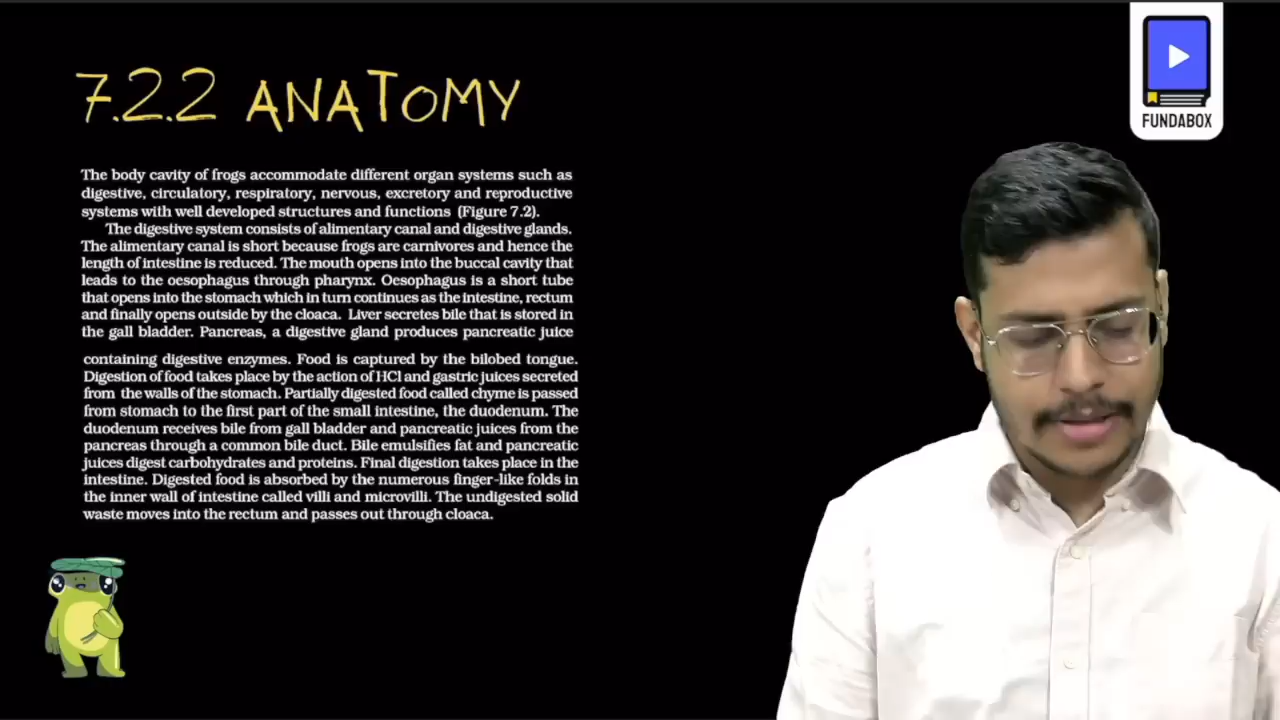 7.2.2 ANATOMY
FUNDABOX
The body cavity of frogs accommodate different organ systems such as
digestive, circulatory, respiratory, nervous, excretory and reproductive
systems with well developed structures and functions (Figure 7.2).
The digestive system consists of alimentary canal and digestive glands.
The alimentary canal is short because frogs are carnivores and hence the
length of intestine is reduced. The mouth opens into the buccal cavity that
leads to the oesophagus through pharynx. Oesophagus is a short tube
that opens into the stomach which in turn continues as the intestine, rectum
and finally opens outside by the cloaca. Liver secretes bile that is stored in
the gall bladder. Pancreas, a digestive gland produces pancreatic juice
containing digestive enzymes. Food is captured by the bilobed tongue.
Digestion of food takes place by the action of HCl and gastric juices secreted
from the walls of the stomach. Partially digested food called chyme is passed
from stomach to the first part of the small intestine, the duodenum. The
duodenum receives bile from gall bladder and pancreatic juices from the
pancreas through a common bile duct. Bile emulsifies fat and pancreatic
juices digest carbohydrates and proteins. Final digestion takes place in the
intestine. Digested food is absorbed by the numerous finger-like folds in
the inner wall of intestine called villi and microvilli. The undigested solid
waste moves into the rectum and passes out through cloaca.